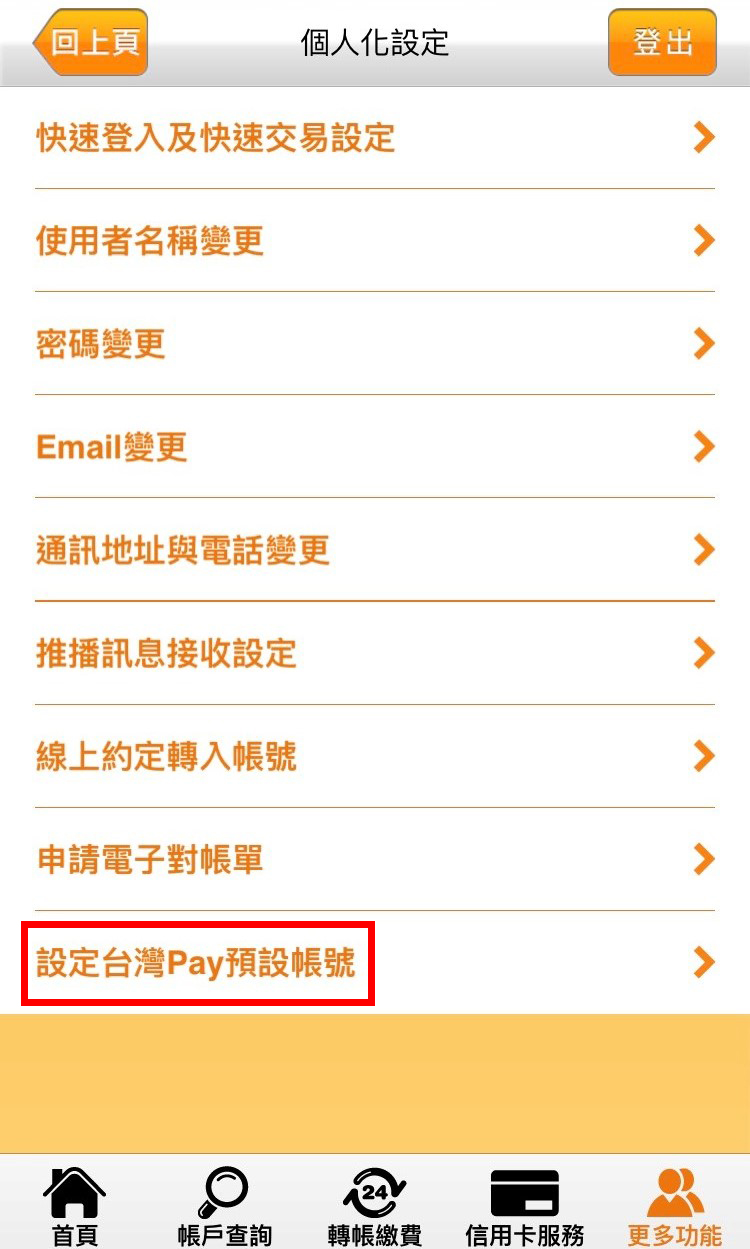 回上頁
個人化設定
登出
快速登入及快速交易設定
使用者名稱變更
密碼變更
Email變更
通訊地址與電話變更
推播訊息接收設定
線上約定轉入帳號
申請電子對帳單
設定台灣Pay預設帳號
24
首頁
帳戶查詢
轉帳繳費
信用卡服務
更多功能